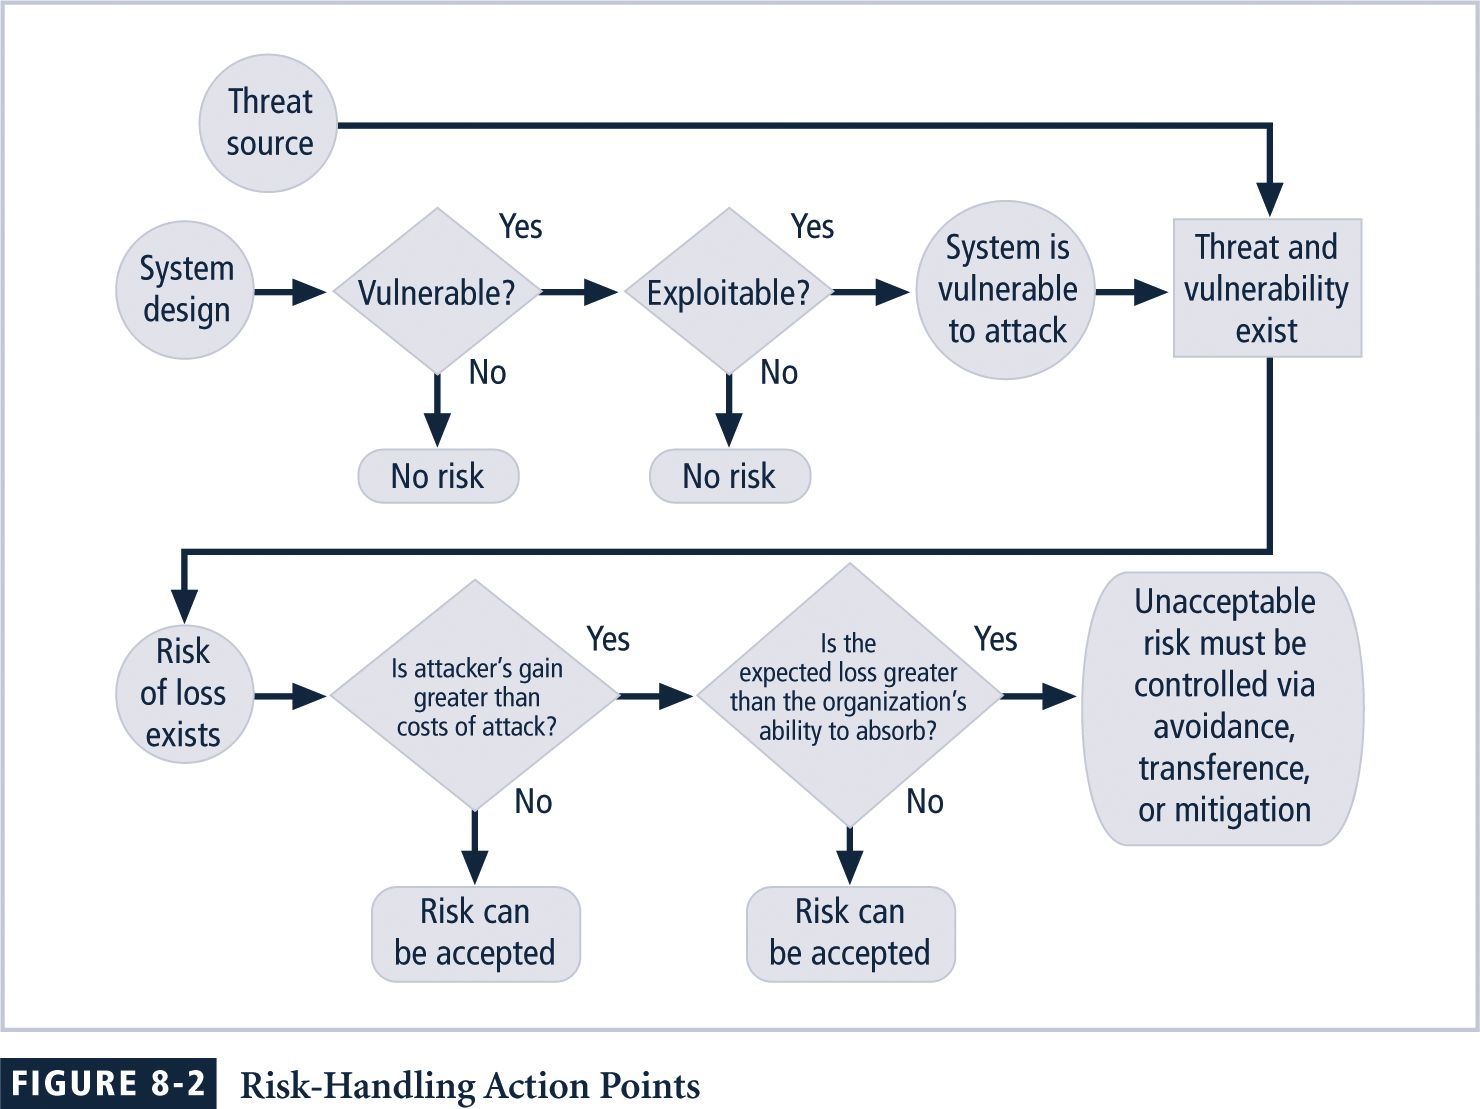 Threat
source
System
design
Vulnerable?
Yes
No
No risk
Exploitable?
Yes
No
No risk
System is
vulnerable
to attack
Threat and
vulnerability
exist
Risk
of loss
exists
Is attacker’s gain
greater than
costs of attack?
Yes
No
Risk can
be accepted
Is the
expected loss greater
than the organization’s
ability to absorb?
Yes
No
Risk can
be accepted
Unacceptable
risk must be
controlled via
avoidance,
transference,
or mitigation
FIGURE 8-2 Risk-Handling Action Points